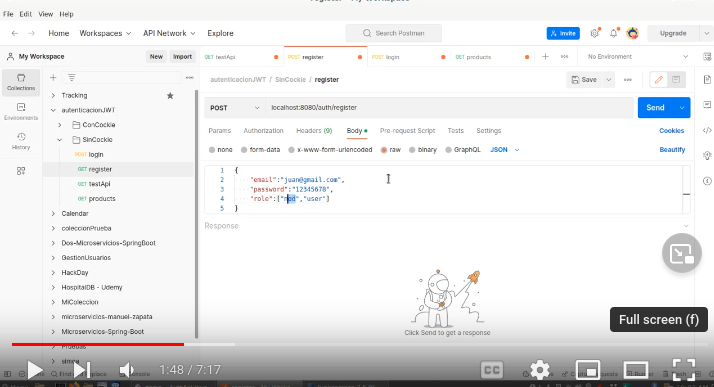 File Edit View Help
Home Workspaces API Network Explore
Search Postman
Invite
Upgrade
My Workspace
New Import
GET testApi
POST register
POST login
GET products
No Environment
Collections
Environments
History
Tracking
autenticacionJWT
ConCockie
SinCockie
POST login
GET register
GET testApi
GET products
Calendar
coleccionPrueba
Dos-Microservicios-SpringBoot
GestionUsuarios
HackDay
HospitalDB - Udemy
MiColeccion
microservicios-manuel-zapata
Microservicios-Spring-Boot
Pruebas
autenticacionJWT / SinCockie / register
Save
POST localhost:8080/auth/register
Send
Params Authorization Headers (9) Body Pre-request Script Tests Settings
Cookies
none form-data x-www-form-urlencoded raw binary GraphQL JSON
Beautify
1 {
2 "email":"juan@gmail.com",
3 "password":"12345678",
4 "role":["mod","user"]
5 }
Response
Click Send to get a response
Full screen (f)
1:48 / 7:17
CC